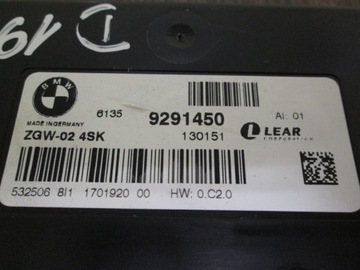 D 19
BMW
MADE IN GERMANY
6135 9291450 AI: 01
ZGW-02 4SK 130151 LEAR
CORPORATION
532506 8I1 1701920 00 HW: 0.C2.0